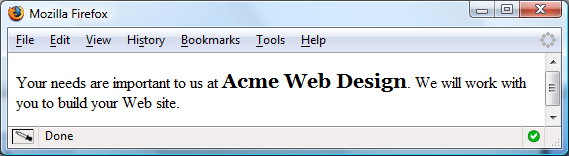 Mozilla Firefox
File Edit View History Bookmarks Tools Help
Your needs are important to us at Acme Web Design. We will work with
you to build your Web site.
Done